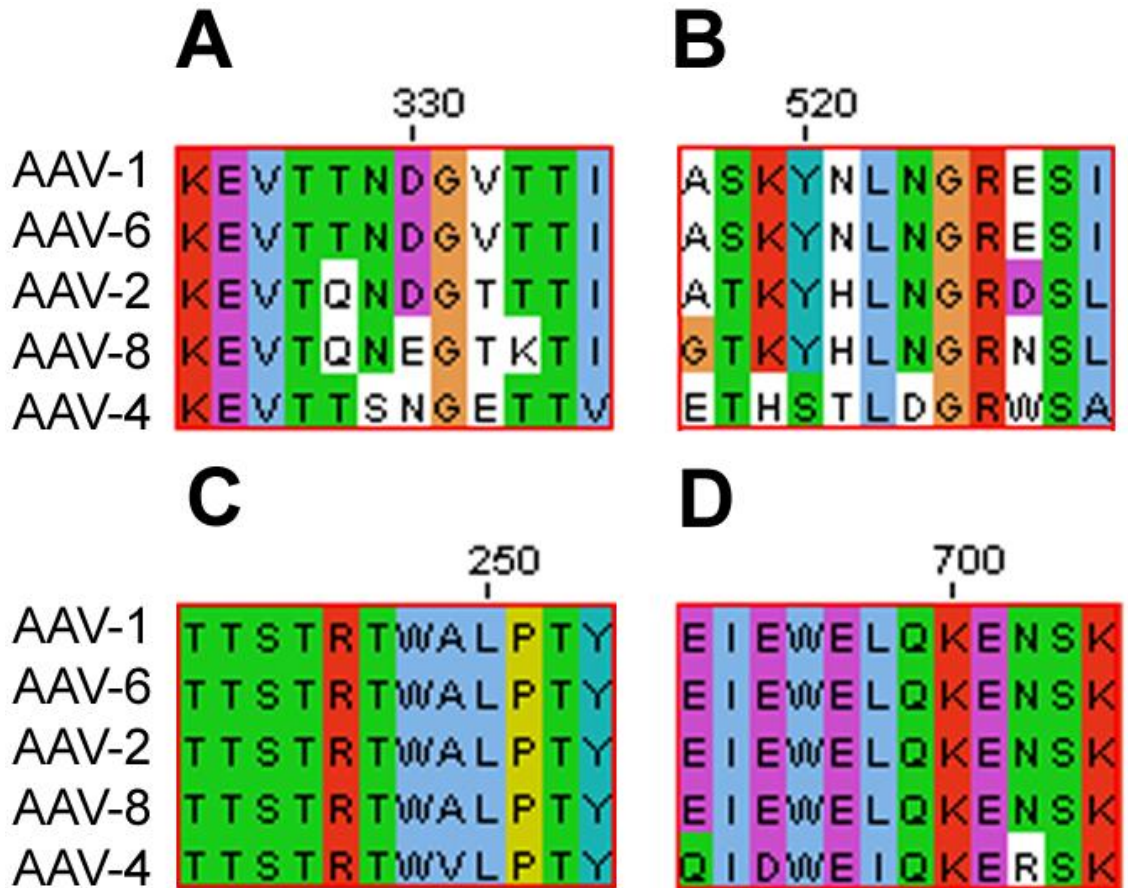 A B
330 520
AAV-1 KEVTTNDGVTTI ASKYNLNGRESI
AAV-6 KEVTTNDGVTTI ASKYNLNGRESI
AAV-2 KEVTQNDGTTTI ATKYHLNGRDSL
AAV-8 KEVTQNEGTKTI GTKYHLNGRNSL
AAV-4 KEVTTSNGETTV ETHSTLDGRWSA
C D
250 700
AAV-1 TTSTRTWALPTY EIEWELQKENSK
AAV-6 TTSTRTWALPTY EIEWELQKENSK
AAV-2 TTSTRTWALPTY EIEWELQKENSK
AAV-8 TTSTRTWALPTY EIEWELQKENSK
AAV-4 TTSTRTWVLPTY QIDWEIQKERSK